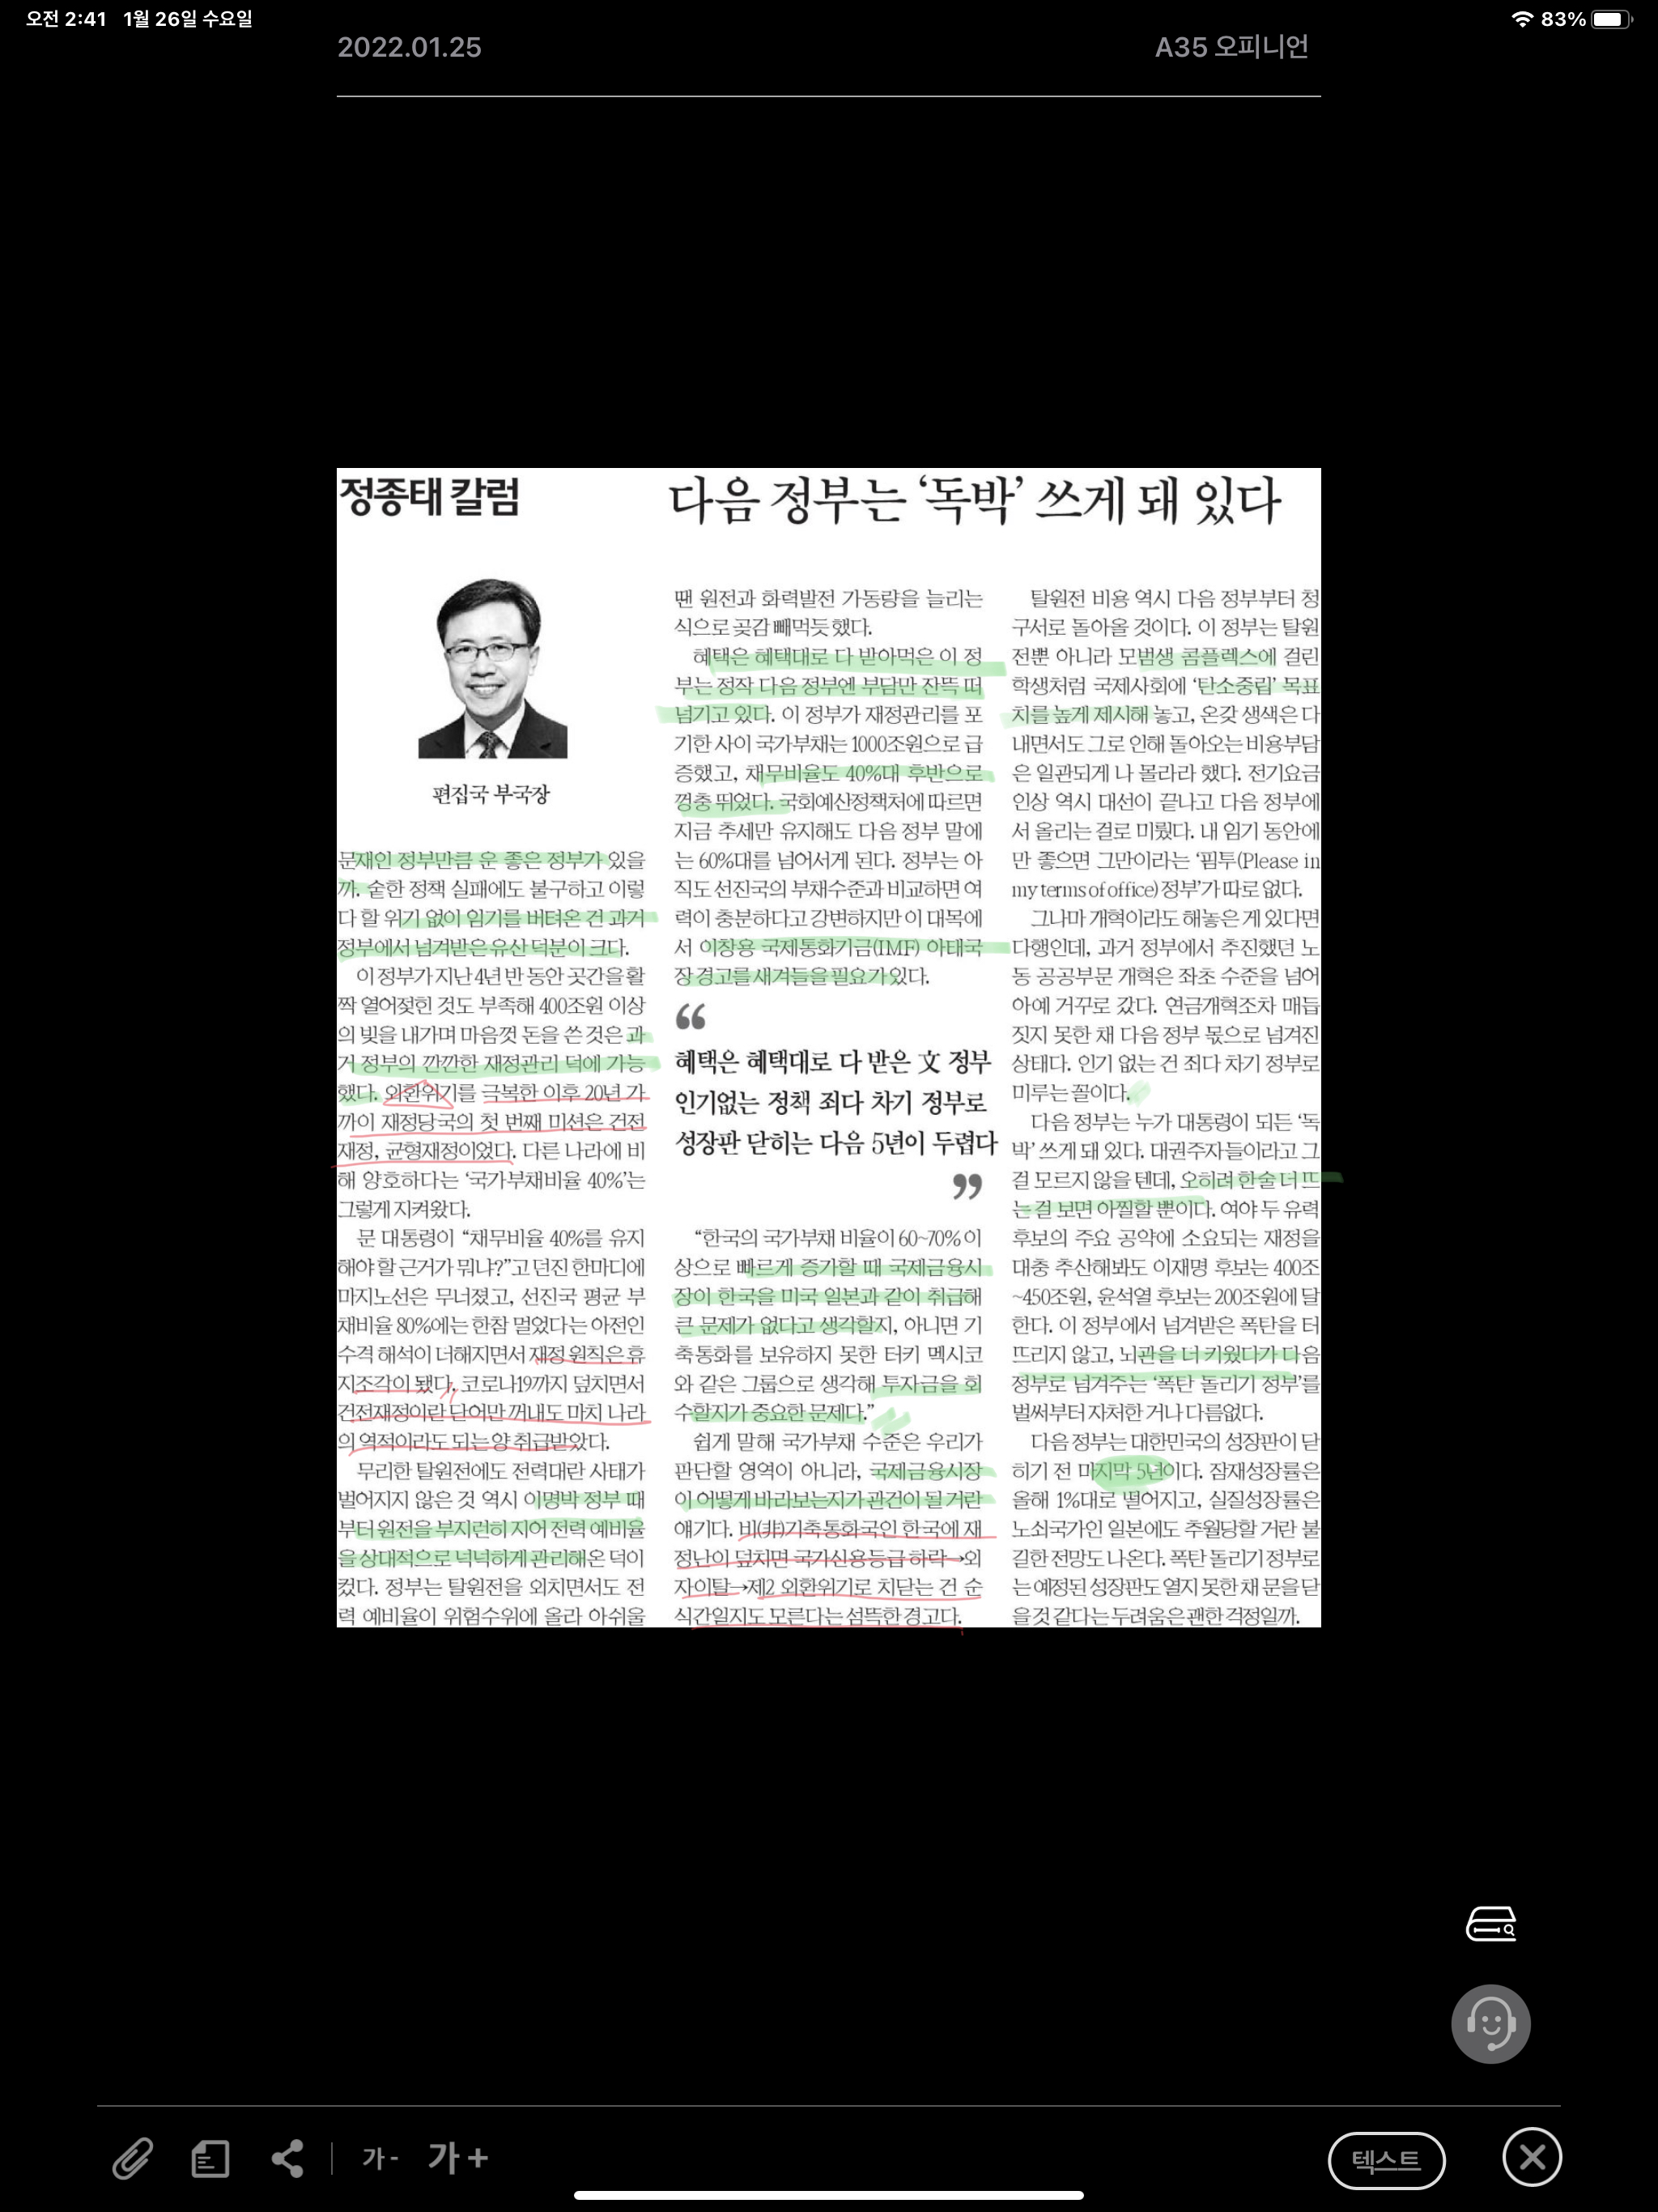 오전 2:41 1월 26일 수요일
83%
2022.01.25
A35 오피니언
정종태 칼럼
다음 정부는 ‘독박’ 쓰게 돼 있다
편집국 부국장
문재인 정부만큼 운 좋은 정부가 있을
까. 숱한 정책 실패에도 불구하고 이렇
다 할 위기 없이 임기를 버텨온 건 과거
정부에서 넘겨받은 유산 덕분이 크다.
이 정부가 지난 4년 반 동안 곳간을 활
짝 열어젖힌 것도 부족해 400조원 이상
의 빚을 내가며 마음껏 돈을 쓴 것은 과
거 정부의 깐깐한 재정관리 덕에 가능
했다. 외환위기를 극복한 이후 20년 가
까이 재정당국의 첫 번째 미션은 건전
재정, 균형재정이었다. 다른 나라에 비
해 양호하다는 ‘국가부채비율 40%’는
그렇게 지켜왔다.
문 대통령이 “채무비율 40%를 유지
해야 할 근거가 뭐냐?”고 던진 한마디에
마지노선은 무너졌고, 선진국 평균 부
채비율 80%에는 한참 멀었다는 아전인
수격 해석이 더해지면서 재정 원칙은 휴
지조각이 됐다. 코로나19까지 덮치면서
건전재정이란 단어만 꺼내도 마치 나라
의 역적이라도 되는 양 취급받았다.
무리한 탈원전에도 전력대란 사태가
벌어지지 않은 것 역시 이명박 정부 때
부터 원전을 부지런히 지어 전력 예비율
을 상대적으로 넉넉하게 관리해온 덕이
컸다. 정부는 탈원전을 외치면서도 전
력 예비율이 위험수위에 올라 아쉬울
땐 원전과 화력발전 가동량을 늘리는
식으로 곶감 빼먹듯 했다.
혜택은 혜택대로 다 받아먹은 이 정
부는 정작 다음 정부엔 부담만 잔뜩 떠
넘기고 있다. 이 정부가 재정관리를 포
기한 사이 국가부채는 1000조원으로 급
증했고, 채무비율도 40%대 후반으로
껑충 뛰었다. 국회예산정책처에 따르면
지금 추세만 유지해도 다음 정부 말에
는 60%대를 넘어서게 된다. 정부는 아
직도 선진국의 부채수준과 비교하면 여
력이 충분하다고 강변하지만 이 대목에
서 이창용 국제통화기금(IMF) 아태국
장 경고를 새겨들을 필요가 있다.
“
혜택은 혜택대로 다 받은 文 정부
인기없는 정책 죄다 차기 정부로
성장판 닫히는 다음 5년이 두렵다
”
“한국의 국가부채 비율이 60~70% 이
상으로 빠르게 증가할 때 국제금융시
장이 한국을 미국 일본과 같이 취급해
큰 문제가 없다고 생각할지, 아니면 기
축통화를 보유하지 못한 터키 멕시코
와 같은 그룹으로 생각해 투자금을 회
수할지가 중요한 문제다.”
쉽게 말해 국가부채 수준은 우리가
판단할 영역이 아니라, 국제금융시장
이 어떻게 바라보는지가 관건이 될 거란
얘기다. 비(非)기축통화국인 한국에 재
정난이 덮치면 국가신용등급 하락→외
자이탈→제2 외환위기로 치닫는 건 순
식간일지도 모른다는 섬뜩한 경고다.
탈원전 비용 역시 다음 정부부터 청
구서로 돌아올 것이다. 이 정부는 탈원
전뿐 아니라 모범생 콤플렉스에 걸린
학생처럼 국제사회에 ‘탄소중립’ 목표
치를 높게 제시해 놓고, 온갖 생색은 다
내면서도 그로 인해 돌아오는 비용부담
은 일관되게 나 몰라라 했다. 전기요금
인상 역시 대선이 끝나고 다음 정부에
서 올리는 걸로 미뤘다. 내 임기 동안에
만 좋으면 그만이라는 ‘핌투(Please in
my terms of office) 정부’가 따로 없다.
그나마 개혁이라도 해놓은 게 있다면
다행인데, 과거 정부에서 추진했던 노
동 공공부문 개혁은 좌초 수준을 넘어
아예 거꾸로 갔다. 연금개혁조차 매듭
짓지 못한 채 다음 정부 몫으로 넘겨진
상태다. 인기 없는 건 죄다 차기 정부로
미루는 꼴이다.
다음 정부는 누가 대통령이 되든 ‘독
박’ 쓰게 돼 있다. 대권주자들이라고 그
걸 모르지 않을 텐데, 오히려 한술 더 뜨
는 걸 보면 아찔할 뿐이다. 여야 두 유력
후보의 주요 공약에 소요되는 재정을
대충 추산해봐도 이재명 후보는 400조
~450조원, 윤석열 후보는 200조원에 달
한다. 이 정부에서 넘겨받은 폭탄을 터
뜨리지 않고, 뇌관을 더 키웠다가 다음
정부로 넘겨주는 ‘폭탄 돌리기 정부’를
벌써부터 자처한 거나 다름없다.
다음 정부는 대한민국의 성장판이 닫
히기 전 마지막 5년이다. 잠재성장률은
올해 1%대로 떨어지고, 실질성장률은
노쇠국가인 일본에도 추월당할 거란 불
길한 전망도 나온다. 폭탄 돌리기 정부로
는 예정된 성장판도 열지 못한 채 문을 닫
을 것 같다는 두려움은 괜한 걱정일까.
가- 가+
텍스트